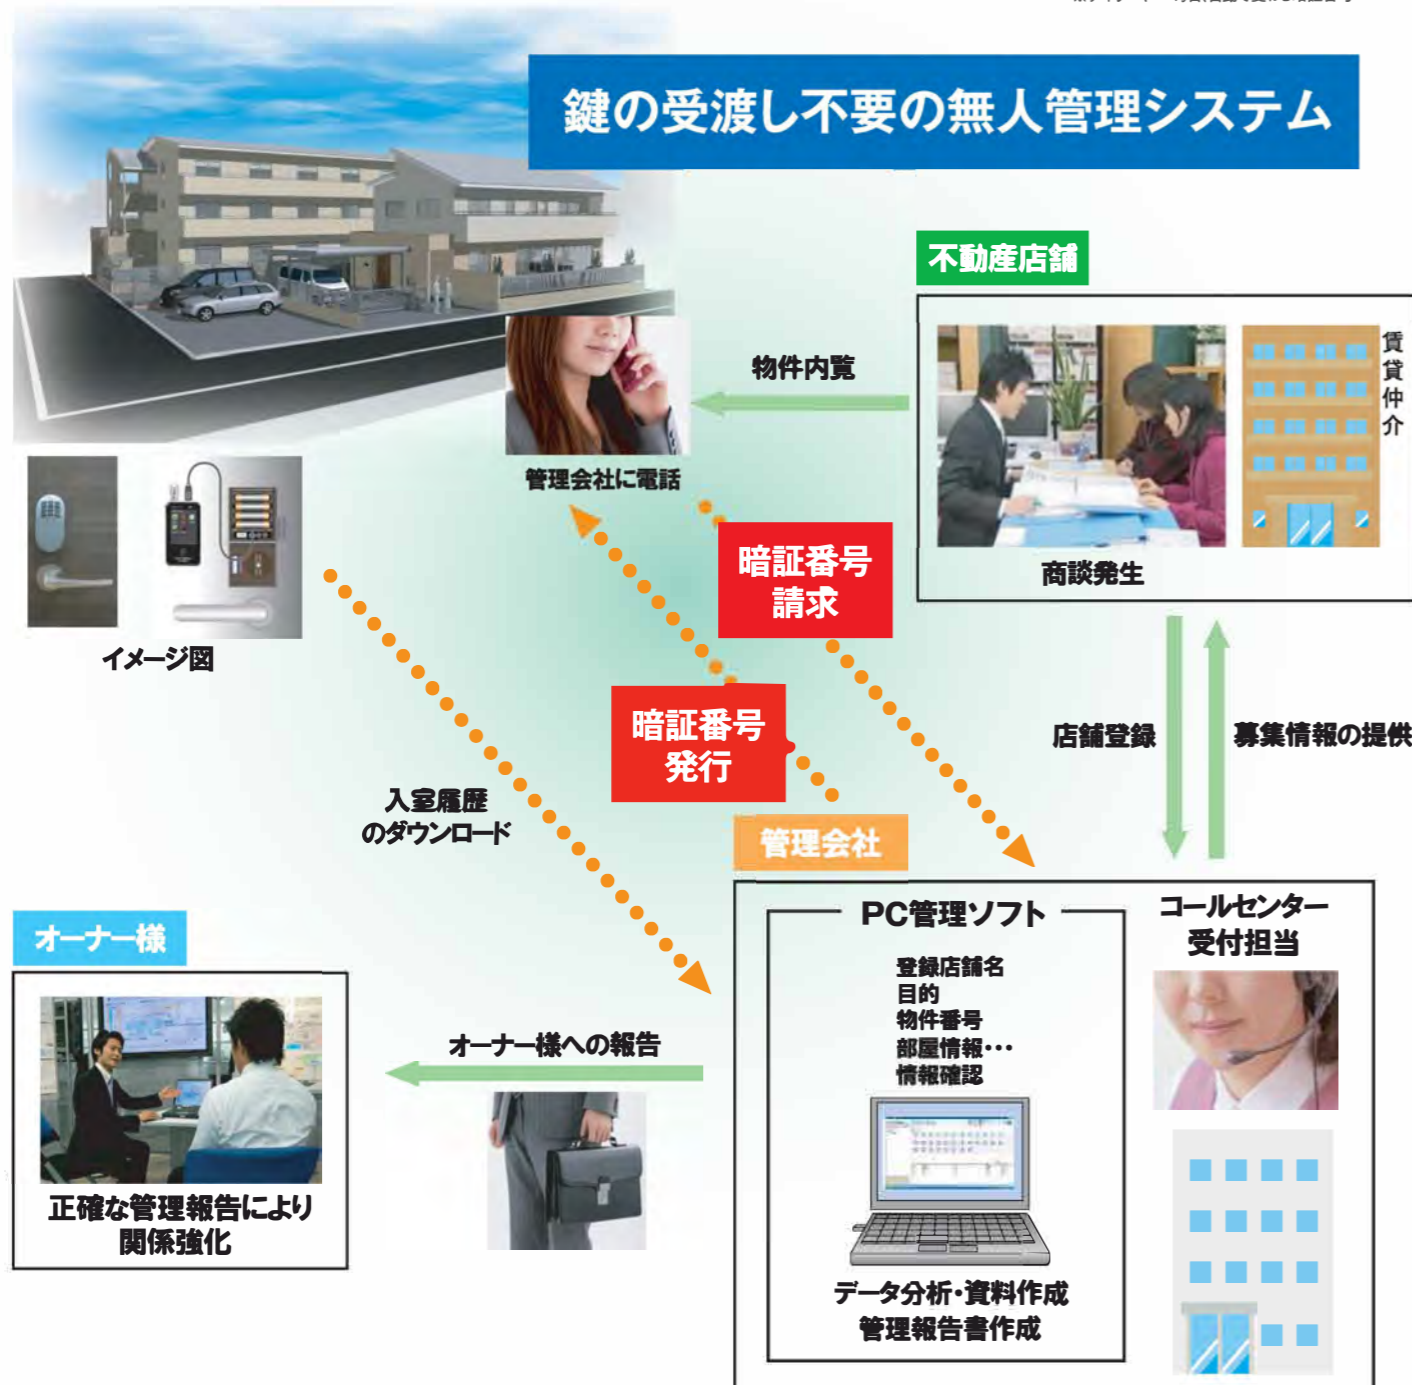 鍵の受渡し不要の無人管理システム
不動産店舗
賃貸仲介
商談発生
物件内覧
管理会社に電話
イメージ図
暗証番号
請求
暗証番号
発行
店舗登録
募集情報の提供
入室履歴
のダウンロード
管理会社
PC管理ソフト
登録店舗名
目的
物件番号
部屋情報･･･
情報確認
データ分析・資料作成
管理報告書作成
コールセンター
受付担当
オーナー様
オーナー様への報告
正確な管理報告により
関係強化